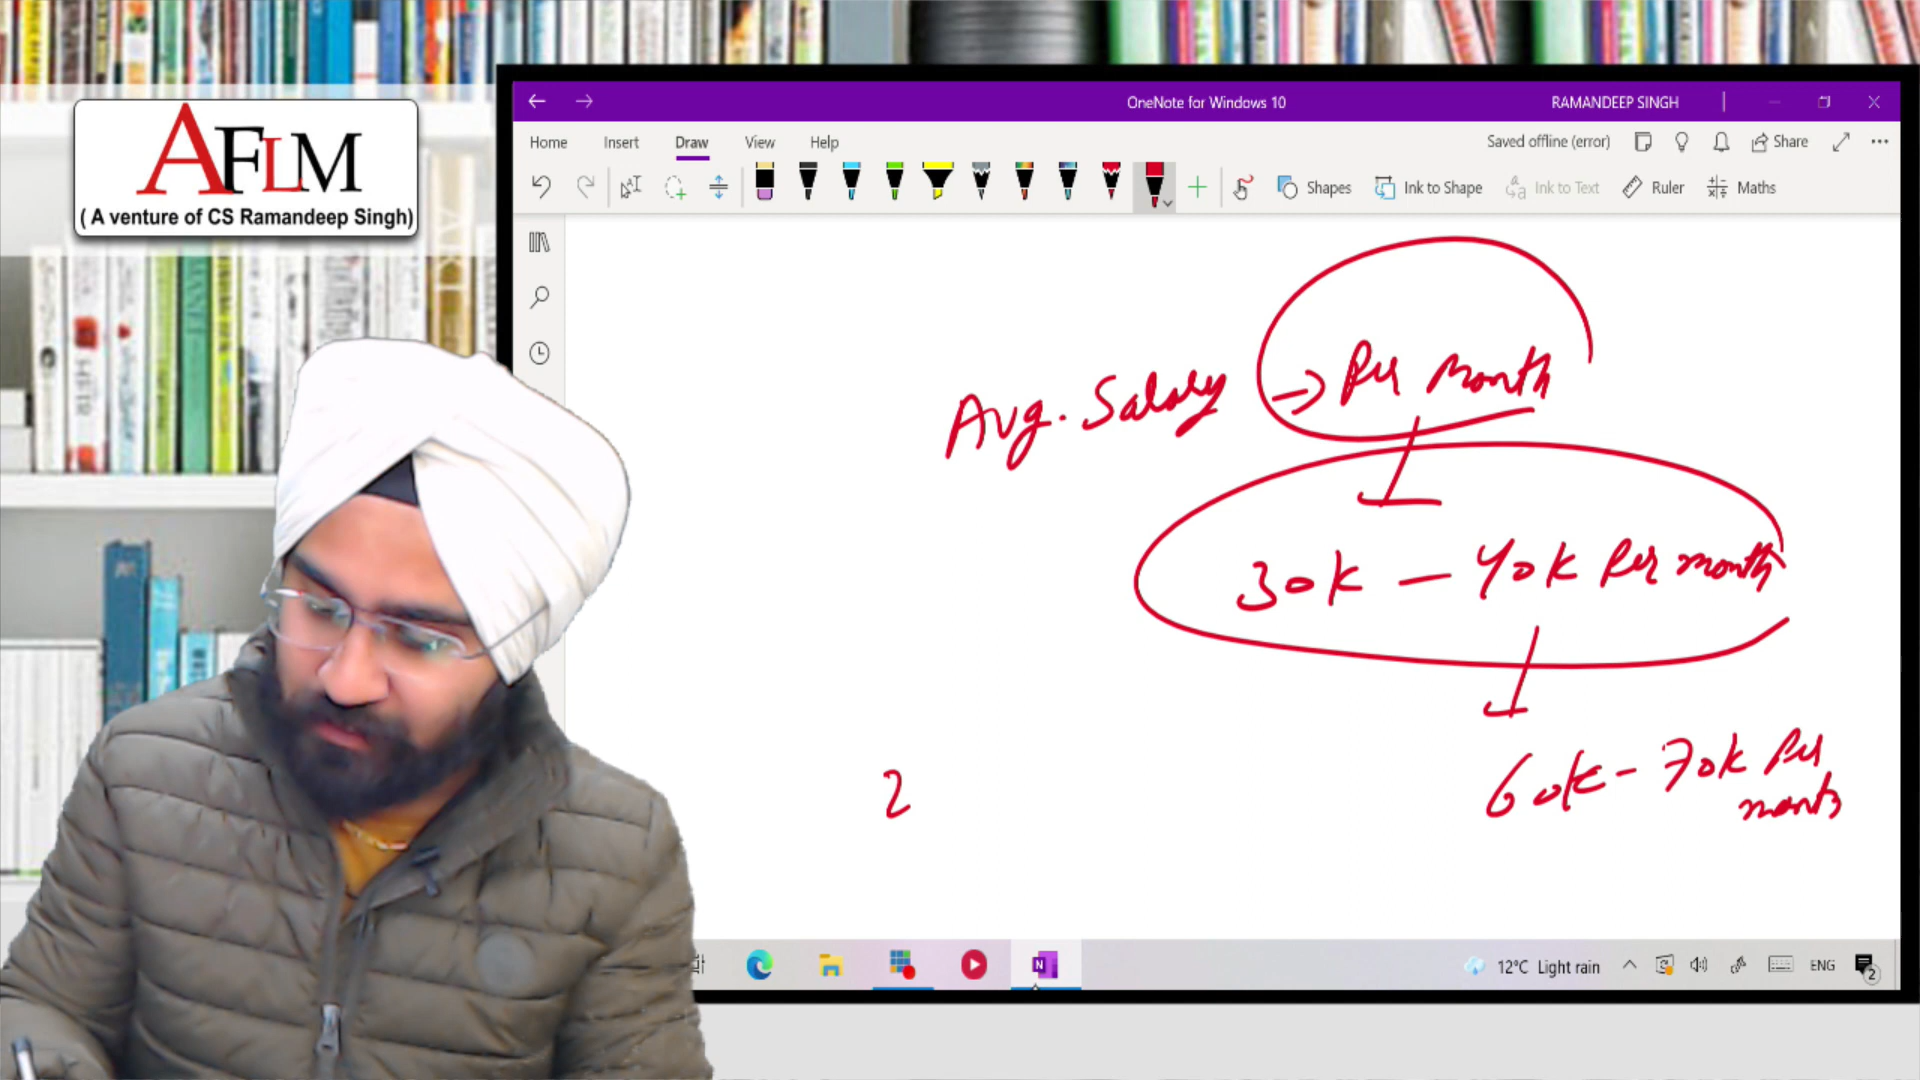 AFLM
( A venture of CS Ramandeep Singh)
OneNote for Windows 10
RAMANDEEP SINGH
Home Insert Draw View Help
Saved offline (error)
Share
Shapes
Ink to Shape
Ink to Text
Ruler
Maths
Avg. Salary → Per month
30k — 40k Per month
60k - 70k Per
month
2
12°C Light rain
ENG
2